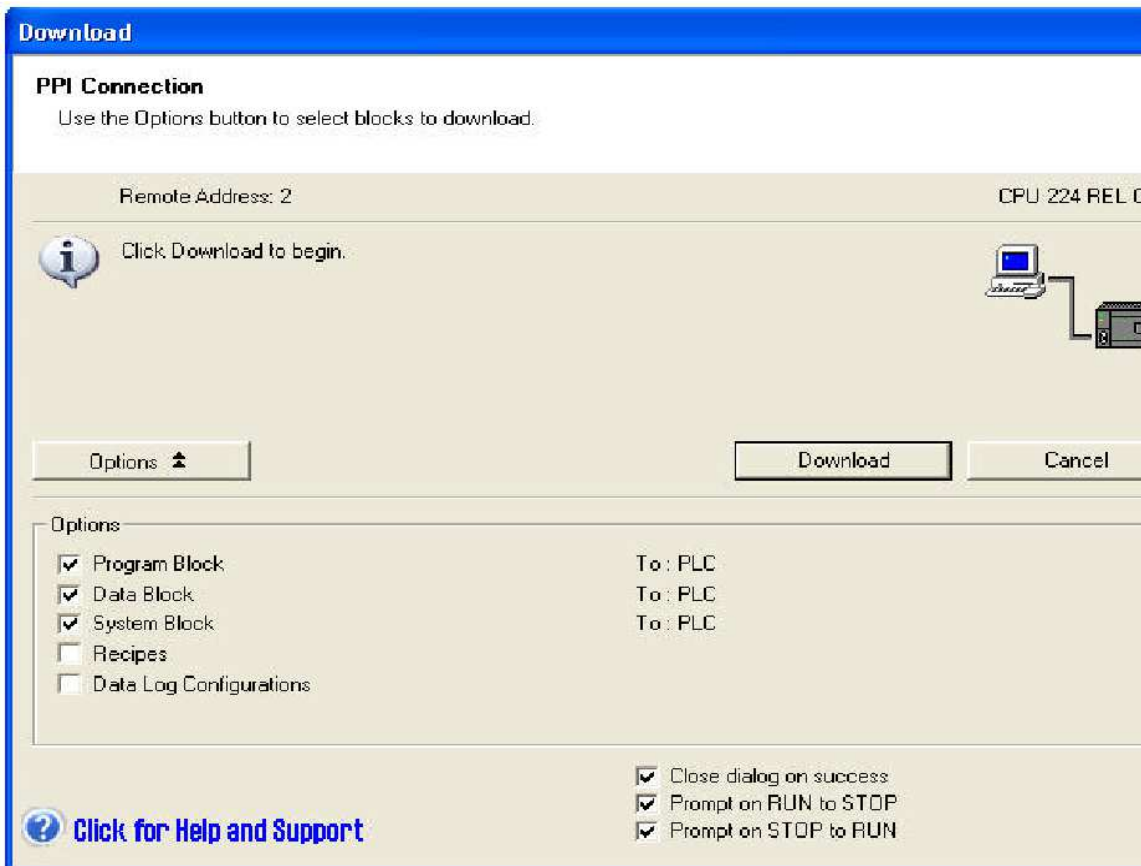 Download
PPI Connection
Use the Options button to select blocks to download.
Remote Address: 2
CPU 224 REL
Click Download to begin.
Options
Download
Cancel
Options
Program Block To : PLC
Data Block To : PLC
System Block To : PLC
Recipes
Data Log Configurations
Close dialog on success
Prompt on RUN to STOP
Prompt on STOP to RUN
Click for Help and Support